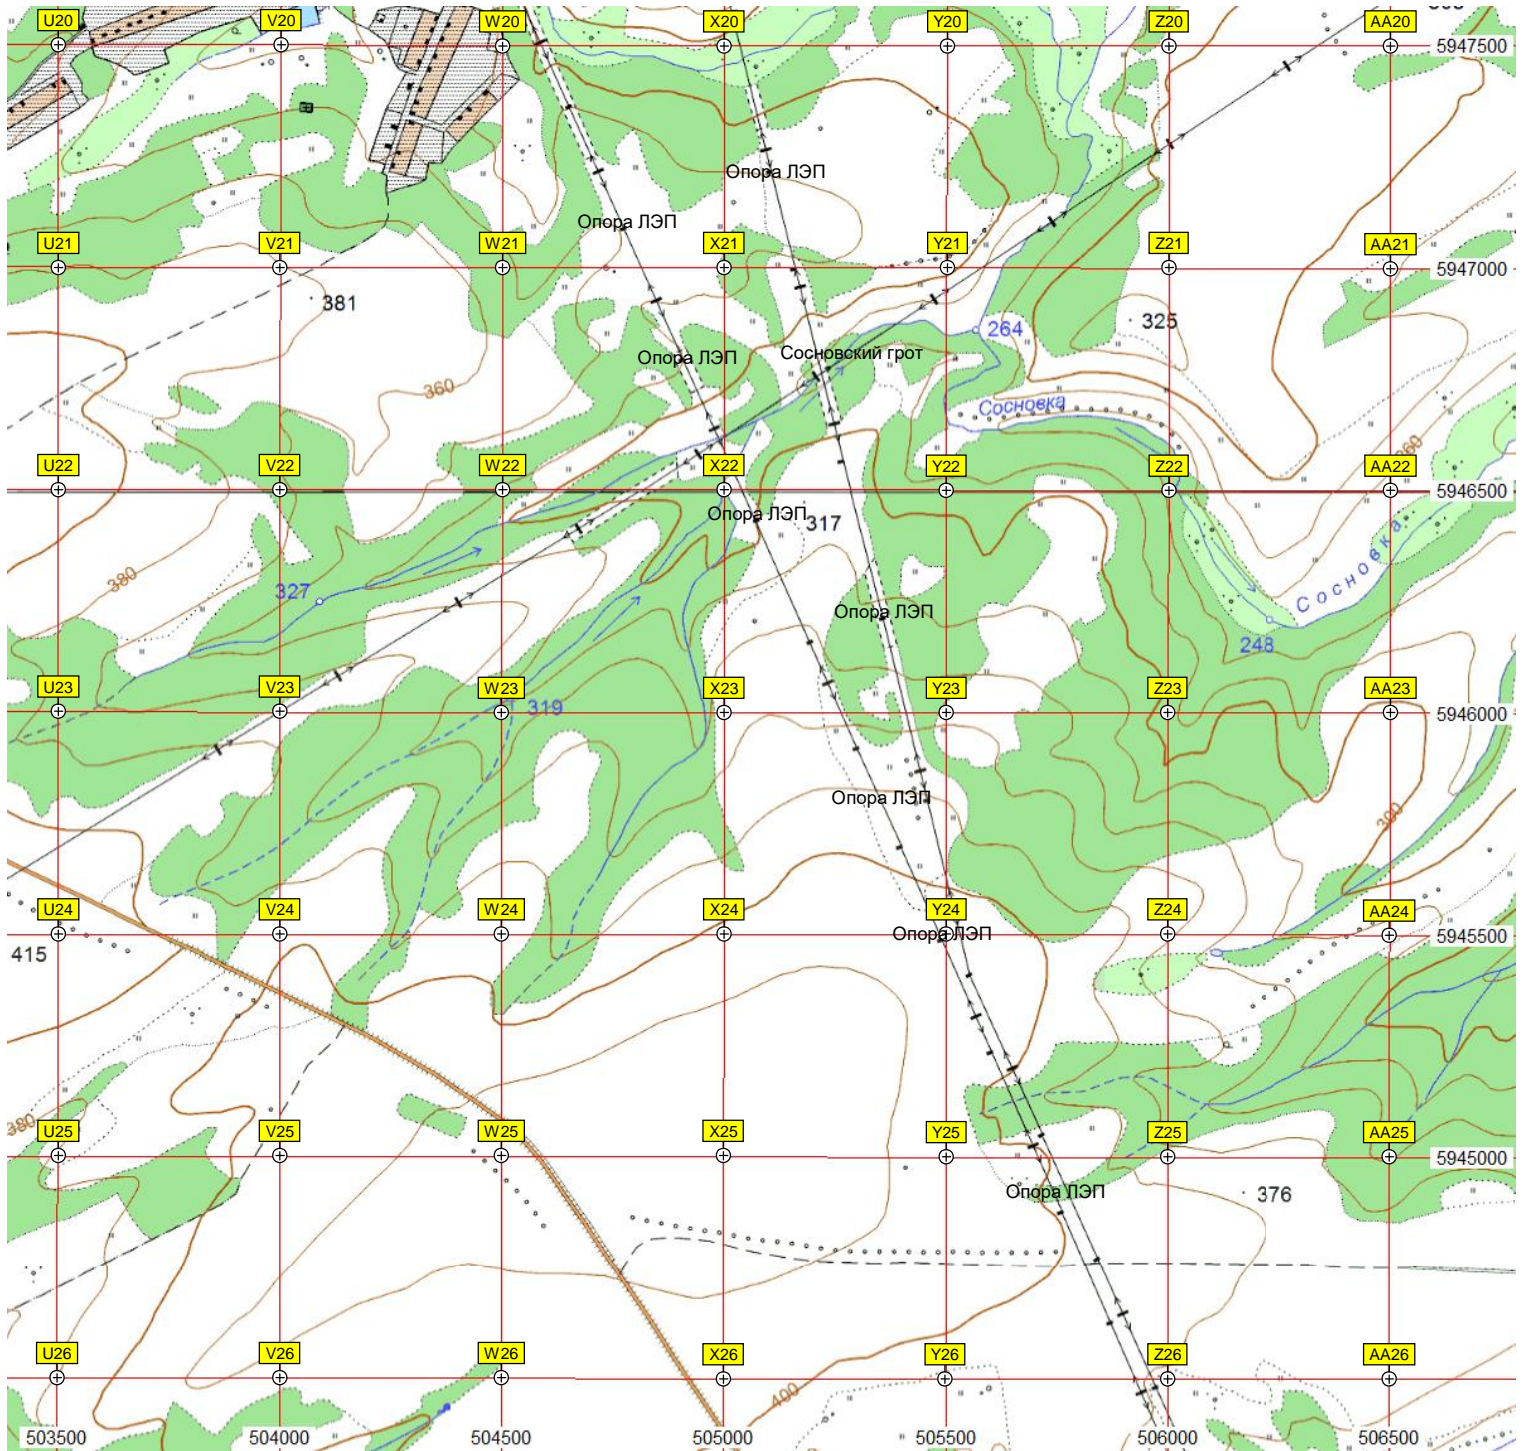 U20 V20 W20 X20 Y20 Z20 AA20
5947500
Опора ЛЭП
Опора ЛЭП
U21 V21 W21 X21 Y21 Z21 AA21
5947000
381
264
325
Опора ЛЭП
Сосновский грот
360
Сосновка
360
U22 V22 W22 X22 Y22 Z22 AA22
5946500
Опора ЛЭП
317
Сосновка
380
327
Опора ЛЭП
248
U23 V23 W23 X23 Y23 Z23 AA23
319
5946000
Опора ЛЭП
300
U24 V24 W24 X24 Y24 Z24 AA24
Опора ЛЭП
5945500
415
380
U25 V25 W25 X25 Y25 Z25 AA25
5945000
Опора ЛЭП
376
U26 V26 W26 X26 Y26 Z26 AA26
400
503500 504000 504500 505000 505500 506000 506500